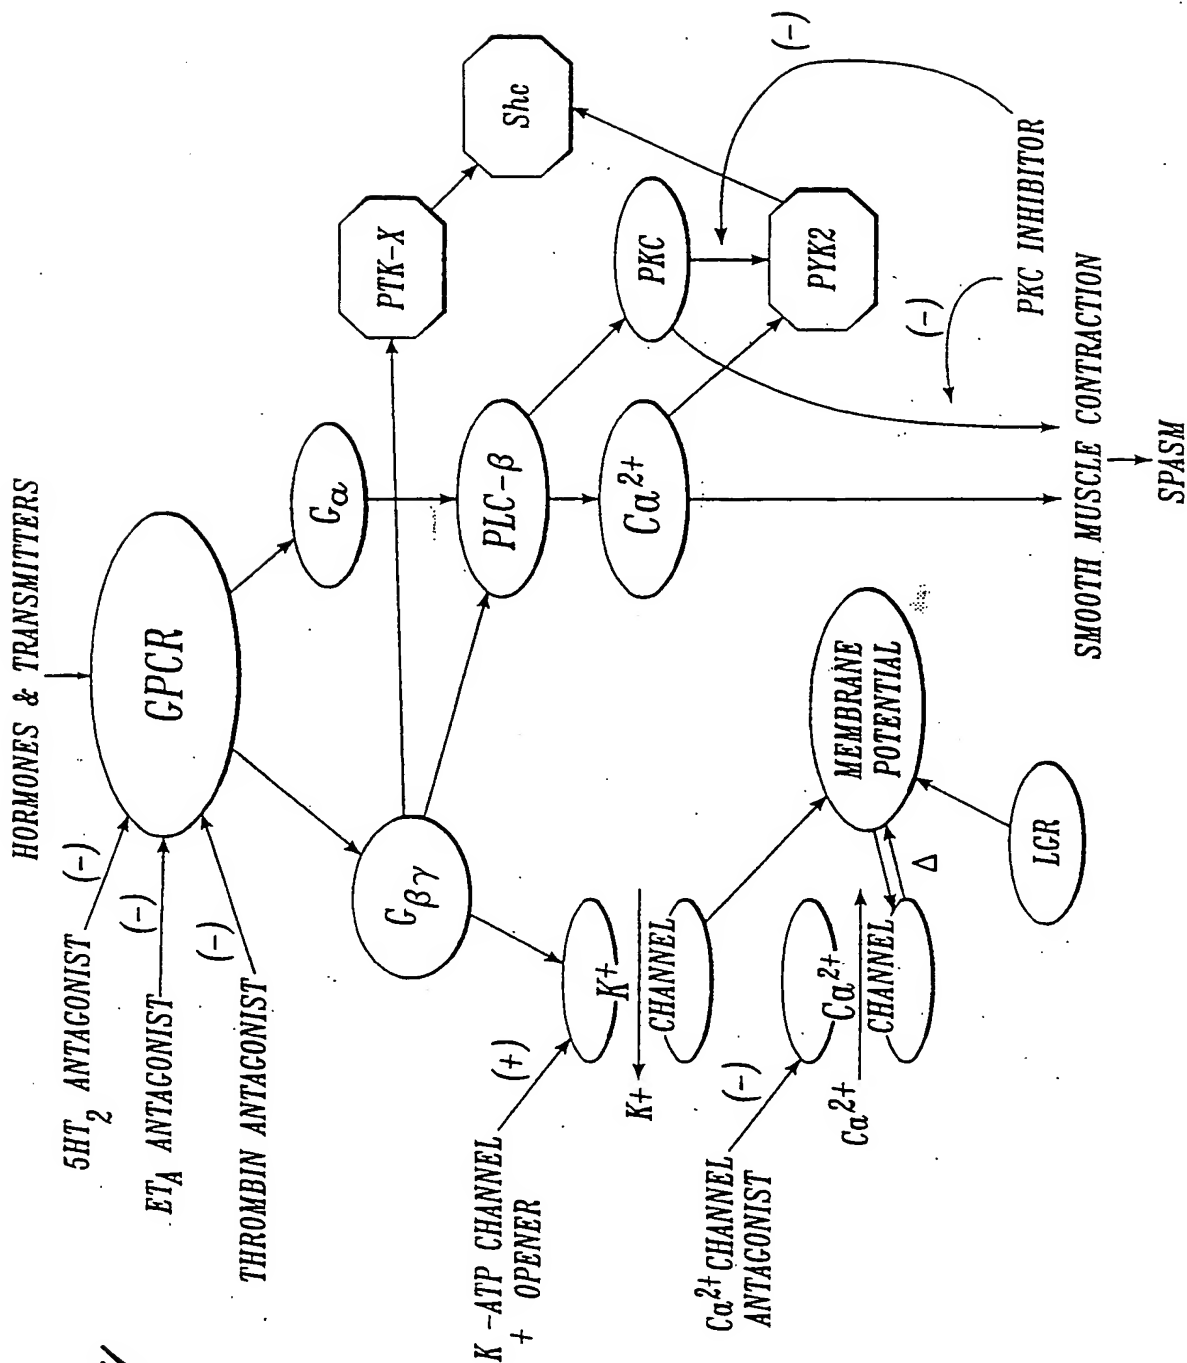 HORMONES & TRANSMITTERS
5HT2 ANTAGONIST
(-)
ETA ANTAGONIST
(-)
THROMBIN ANTAGONIST
(-)
GPCR
Gα
Gβγ
PTK-X
Shc
PLC-β
PKC
Ca2+
PYK2
(-)
(-)
PKC INHIBITOR
K -ATP CHANNEL
+ OPENER
(+)
K+
CHANNEL
K+
Ca2+ CHANNEL
ANTAGONIST
(-)
Ca2+
CHANNEL
Ca2+
Δ
MEMBRANE
POTENTIAL
LGR
SMOOTH MUSCLE CONTRACTION
SPASM